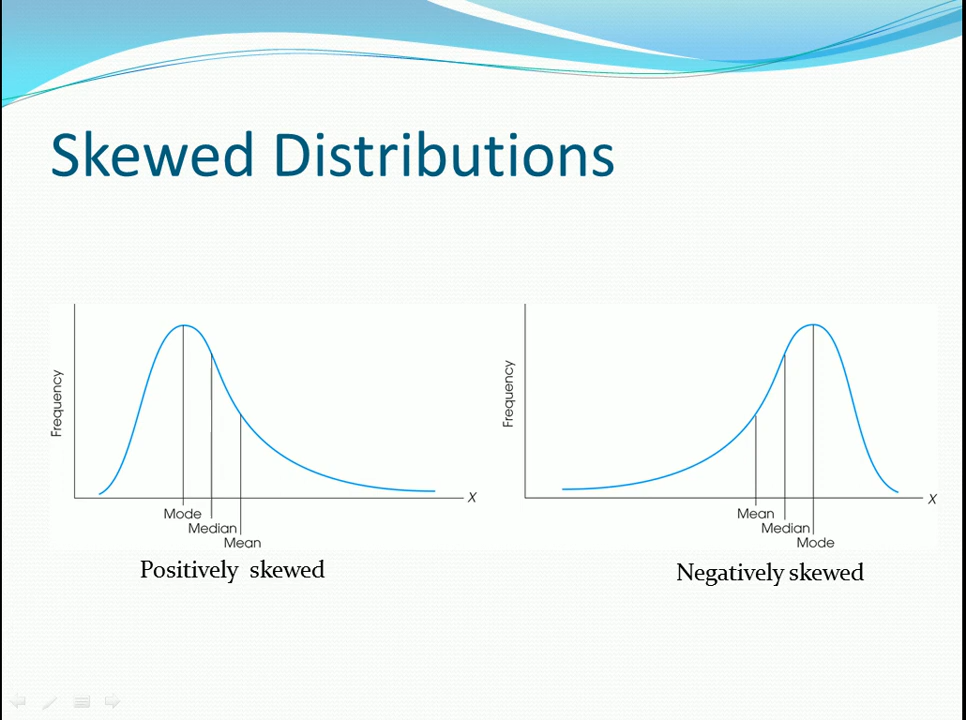 Skewed Distributions
Frequency
X
Mode
Median
Mean
Positively skewed
Frequency
X
Mean
Median
Mode
Negatively skewed